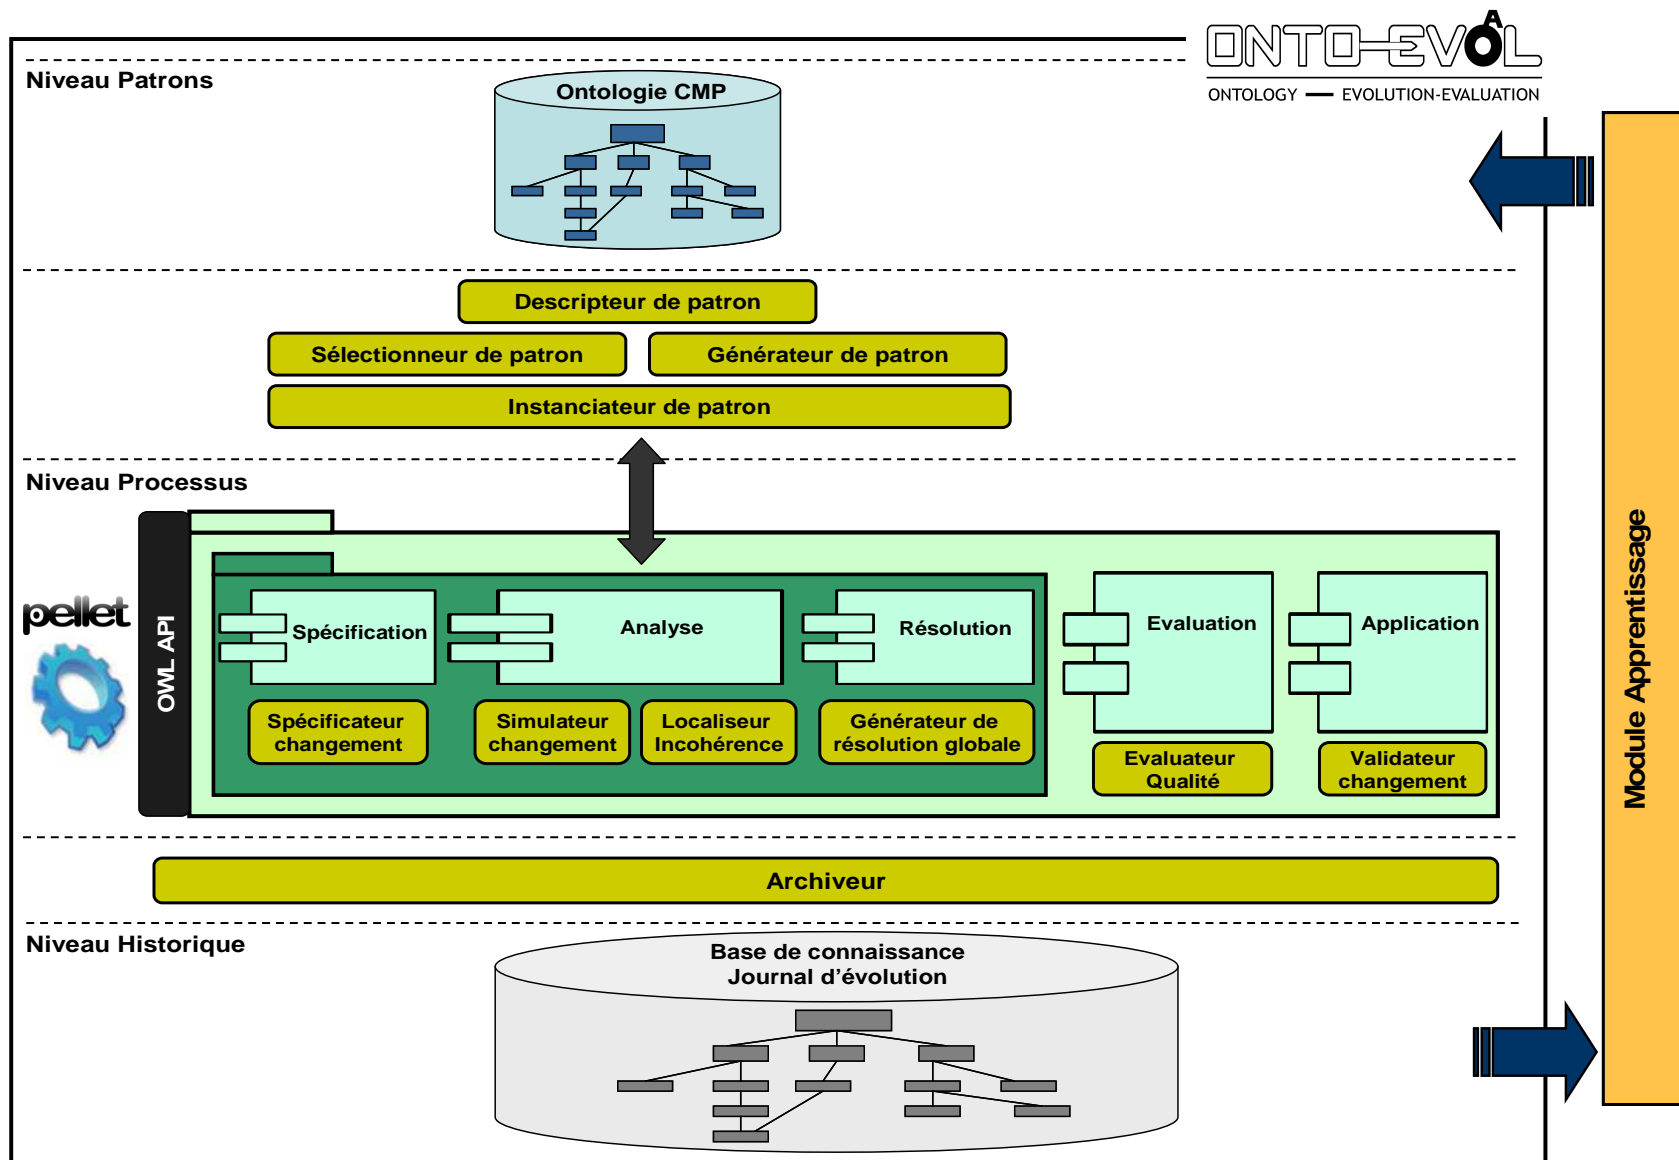 ONTO-EVOAL
ONTOLOGY — EVOLUTION-EVALUATION
Niveau Patrons
Ontologie CMP
Descripteur de patron
Sélectionneur de patron
Générateur de patron
Instanciateur de patron
Niveau Processus
pellet
OWL API
Spécification
Analyse
Résolution
Evaluation
Application
Spécificateur
changement
Simulateur
changement
Localiseur
Incohérence
Générateur de
résolution globale
Evaluateur
Qualité
Validateur
changement
Archiveur
Niveau Historique
Base de connaissance
Journal d'évolution
Module Apprentissage